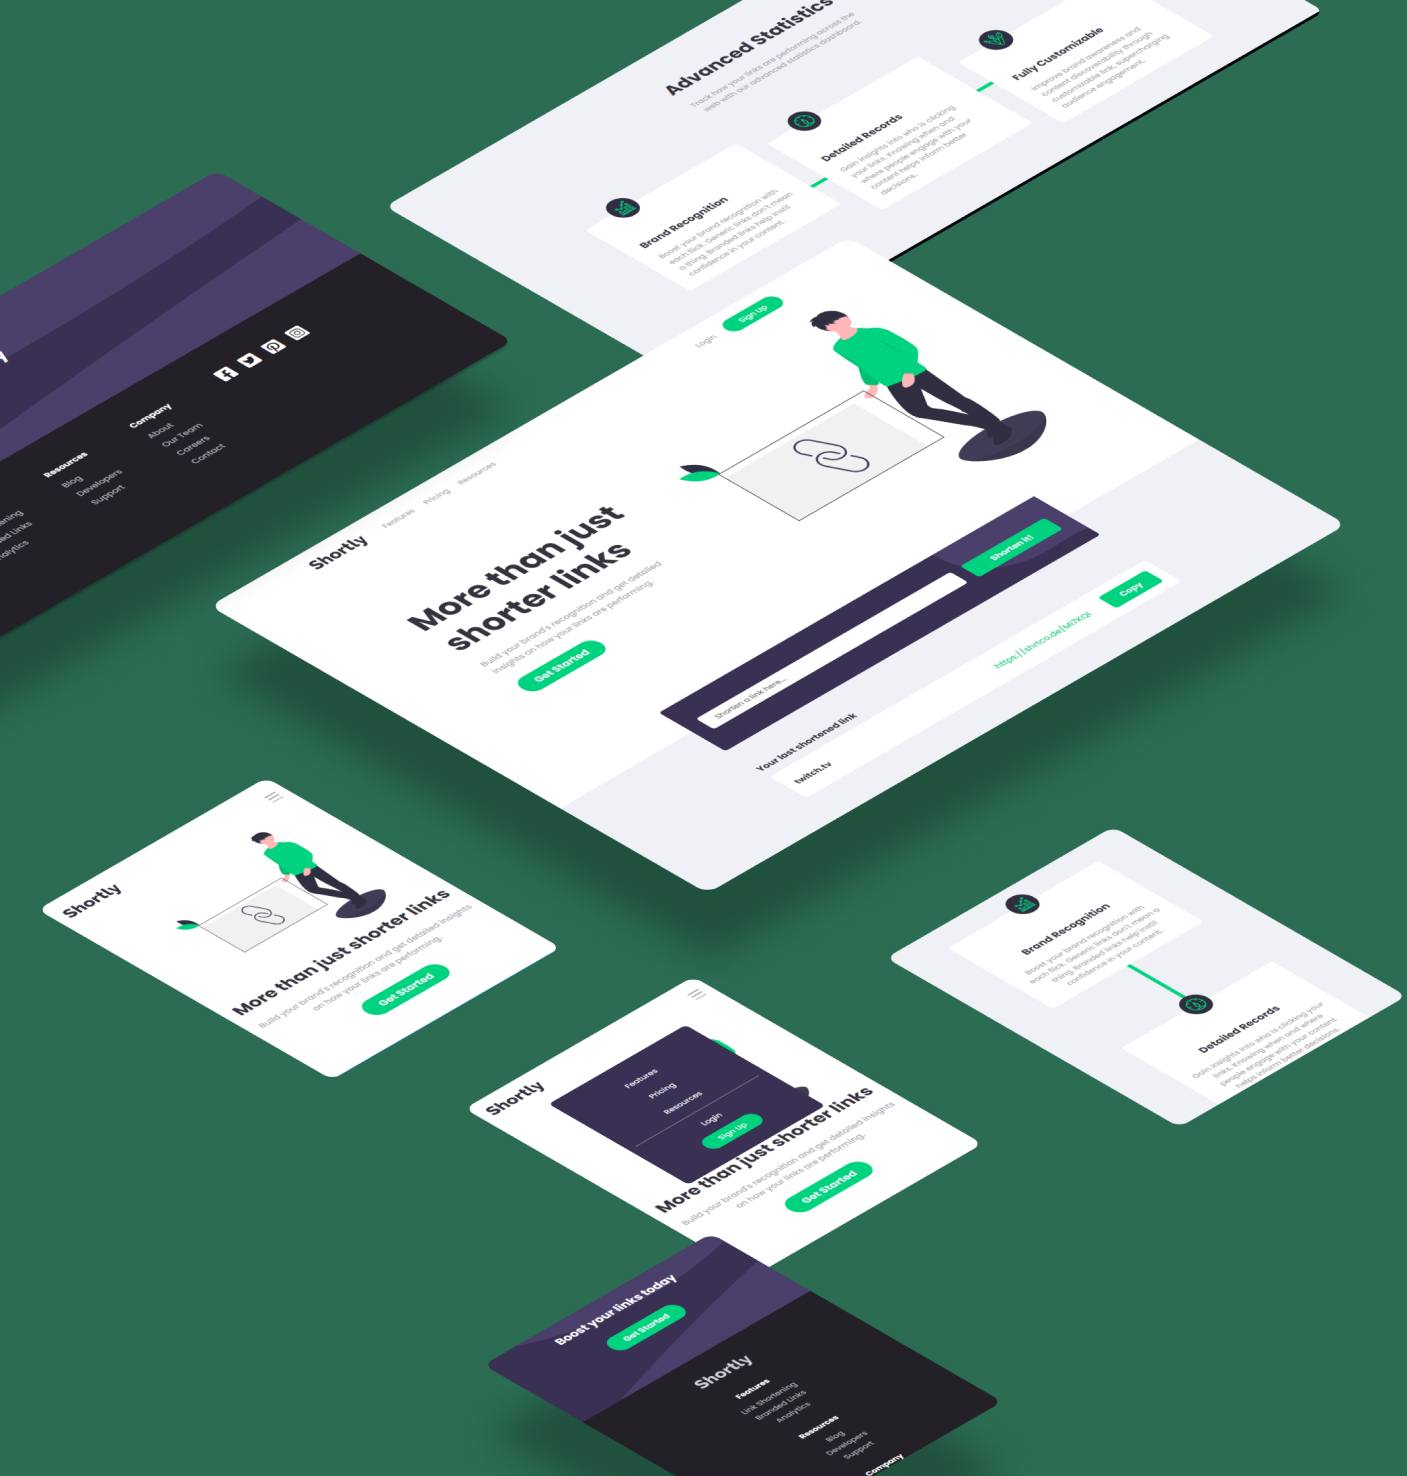 Advanced Statistics
Track how your links are performing across the
web with our advanced statistics dashboard.
Fully Customizable
Improve brand awareness and
content discoverability through
customizable link, supercharging
audience engagement.
Detailed Records
Gain insights into who is clicking
your links. Knowing when and
where people engage with your
content helps inform better
decisions.
Brand Recognition
Boost your brand recognition with
each flick. Generic links don't mean
a thing. Branded links help instil
confidence in your content.
Company
About
Our Team
Careers
Contact
Resources
Blog
Developers
Support
Shortly
Features
Pricing
Resources
Login
Sign Up
More than just
shorter links
Build your brand's recognition and get detailed
insights on how your links are performing.
Get Started
Shorten a link here...
Shorten it!
Your last shortened link
twitch.tv
Copy
Shortly
More than just shorter links
Build your brand's recognition and get detailed insights
on how your links are performing.
Get Started
Brand Recognition
Boost your brand recognition with
each flick. Generic links don't mean a
thing. Branded links help instil
confidence in your content.
Detailed Records
Gain insights into who is clicking your
links. Knowing when and where
people engage with your content
helps inform better decisions.
Shortly
Features
Pricing
Resources
Login
Sign Up
More than just shorter links
Build your brand's recognition and get detailed insights
on how your links are performing.
Get Started
Boost your links today
Get Started
Shortly
Features
Link Shortening
Branded Links
Analytics
Resources
Blog
Developers
Support
Company